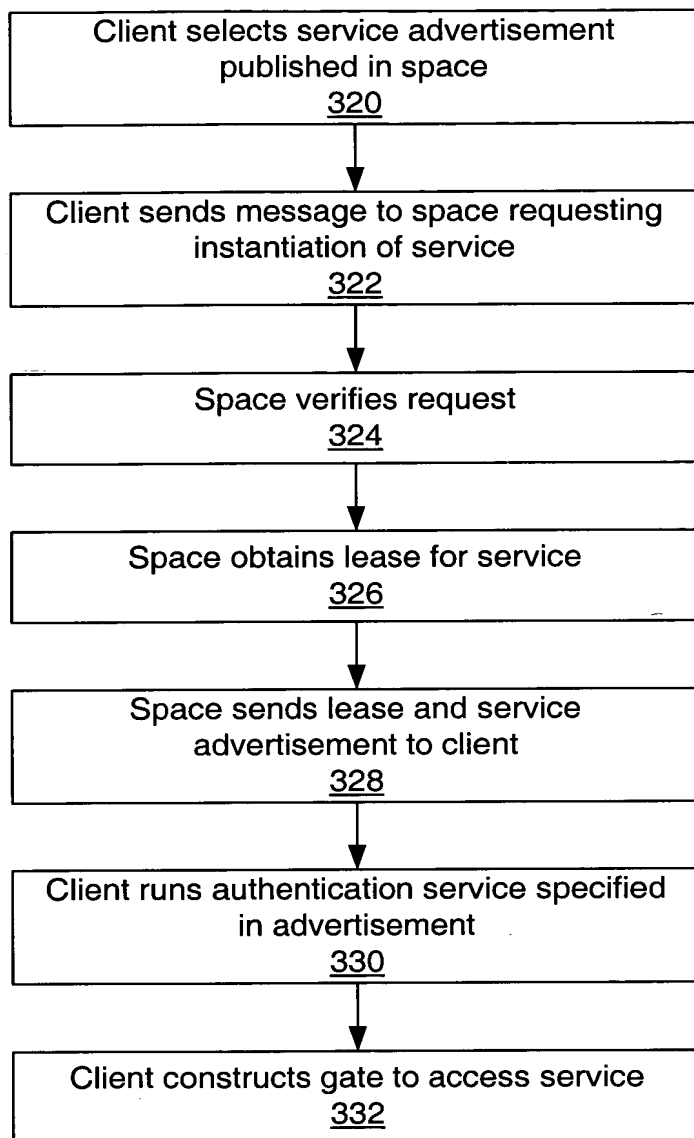 Client selects service advertisement
published in space
320
Client sends message to space requesting
instantiation of service
322
Space verifies request
324
Space obtains lease for service
326
Space sends lease and service
advertisement to client
328
Client runs authentication service specified
in advertisement
330
Client constructs gate to access service
332